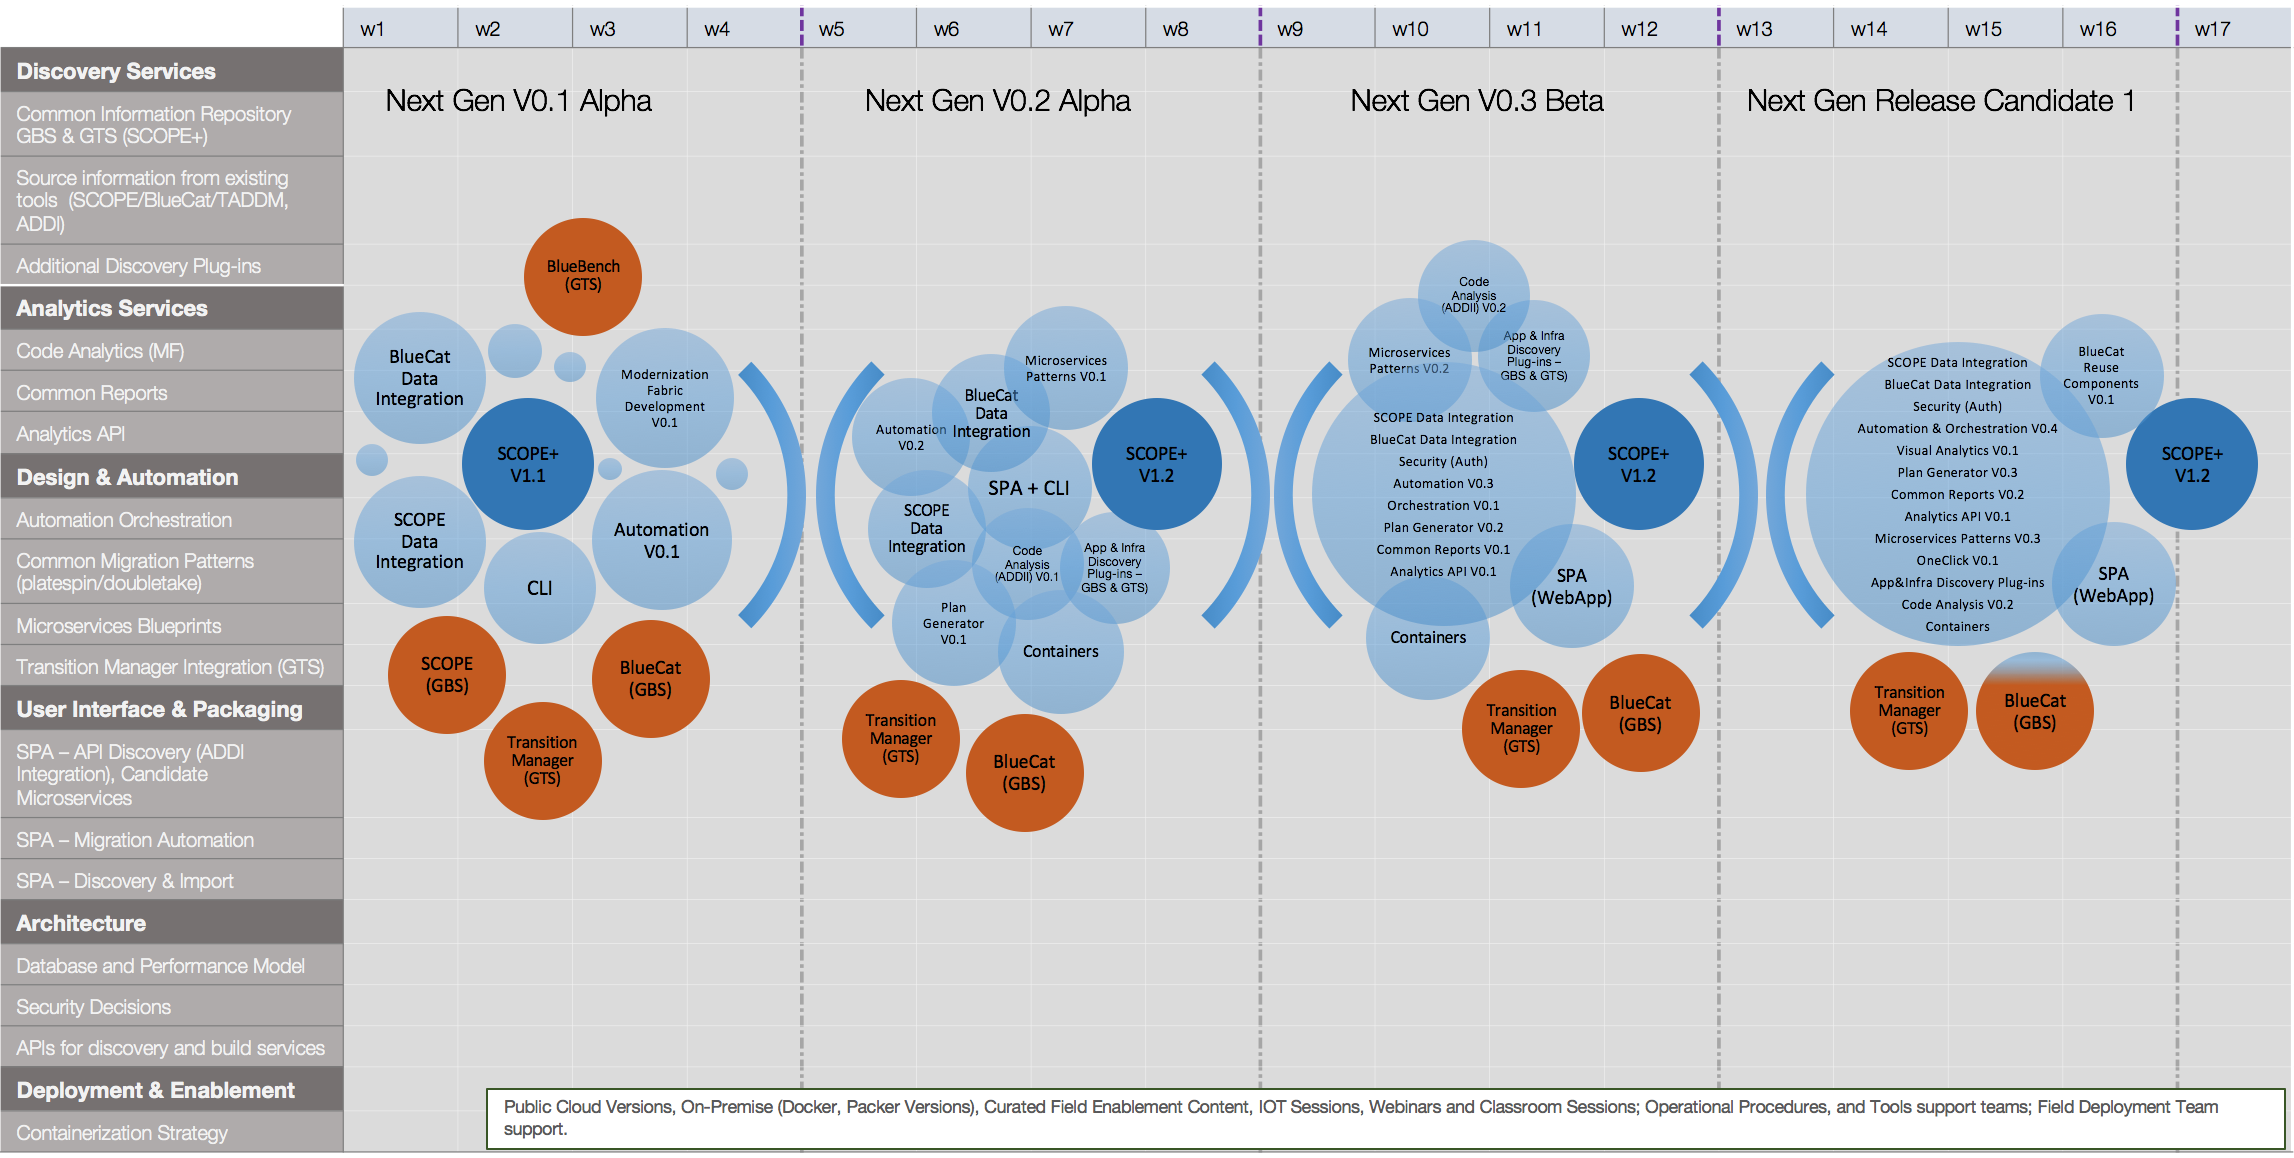 w1 w2 w3 w4 w5 w6 w7 w8 w9 w10 w11 w12 w13 w14 w15 w16 w17
Discovery Services
Common Information Repository
GBS & GTS (SCOPE+)
Source information from existing
tools (SCOPE/BlueCat/TADDM,
ADDI)
Additional Discovery Plug-ins
Analytics Services
Code Analytics (MF)
Common Reports
Analytics API
Design & Automation
Automation Orchestration
Common Migration Patterns
(platespin/doubletake)
Microservices Blueprints
Transition Manager Integration (GTS)
User Interface & Packaging
SPA – API Discovery (ADDI
Integration), Candidate
Microservices
SPA – Migration Automation
SPA – Discovery & Import
Architecture
Database and Performance Model
Security Decisions
APIs for discovery and build services
Deployment & Enablement
Containerization Strategy
Next Gen V0.1 Alpha
BlueBench
(GTS)
BlueCat
Data
Integration
Modernization
Fabric
Development
V0.1
SCOPE+
V1.1
SCOPE
Data
Integration
CLI
Automation
V0.1
SCOPE
(GBS)
BlueCat
(GBS)
Transition
Manager
(GTS)
Next Gen V0.2 Alpha
Microservices
Patterns V0.1
BlueCat
Data
Integration
Automation
V0.2
SCOPE+
V1.2
SPA + CLI
SCOPE
Data
Integration
Code
Analysis
(ADDII) V0.1
App & Infra
Discovery
Plug-ins –
GBS & GTS)
Plan
Generator
V0.1
Containers
Transition
Manager
(GTS)
BlueCat
(GBS)
Next Gen V0.3 Beta
Code
Analysis
(ADDII) V0.2
Microservices
Patterns V0.2
App & Infra
Discovery
Plug-ins –
GBS & GTS)
SCOPE Data Integration
BlueCat Data Integration
Security (Auth)
Automation V0.3
Orchestration V0.1
Plan Generator V0.2
Common Reports V0.1
Analytics API V0.1
SCOPE+
V1.2
SPA
(WebApp)
Containers
Transition
Manager
(GTS)
BlueCat
(GBS)
Next Gen Release Candidate 1
SCOPE Data Integration
BlueCat Data Integration
Security (Auth)
Automation & Orchestration V0.4
Visual Analytics V0.1
Plan Generator V0.3
Common Reports V0.2
Analytics API V0.1
Microservices Patterns V0.3
OneClick V0.1
App&Infra Discovery Plug-ins
Code Analysis V0.2
Containers
BlueCat
Reuse
Components
V0.1
SCOPE+
V1.2
SPA
(WebApp)
Transition
Manager
(GTS)
BlueCat
(GBS)
Public Cloud Versions, On-Premise (Docker, Packer Versions), Curated Field Enablement Content, IOT Sessions, Webinars and Classroom Sessions; Operational Procedures, and Tools support teams; Field Deployment Team
support.